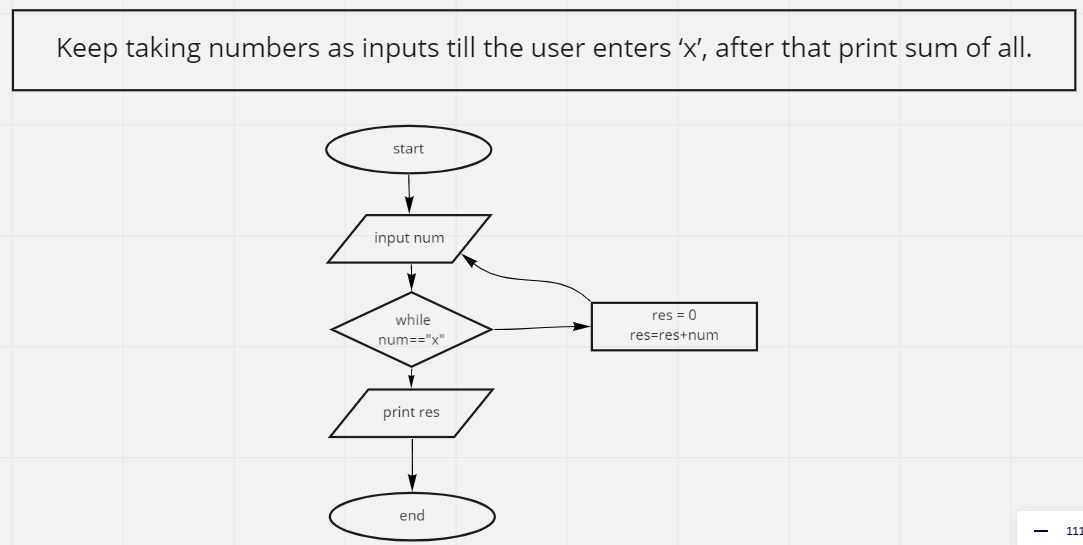 Keep taking numbers as inputs till the user enters ‘x’, after that print sum of all.
start
input num
while
num=="x"
res = 0
res=res+num
print res
end
111